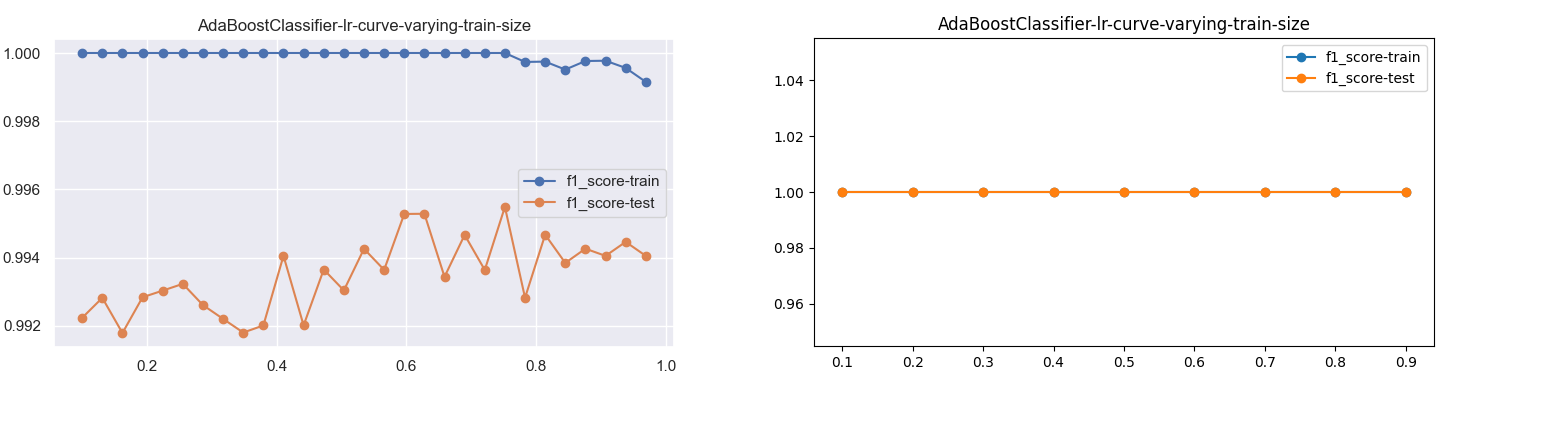 AdaBoostClassifier-lr-curve-varying-train-size
1.000
0.998
0.996
0.994
0.992
f1_score-train
f1_score-test
0.2 0.4 0.6 0.8 1.0
AdaBoostClassifier-lr-curve-varying-train-size
f1_score-train
f1_score-test
1.04
1.02
1.00
0.98
0.96
0.1 0.2 0.3 0.4 0.5 0.6 0.7 0.8 0.9